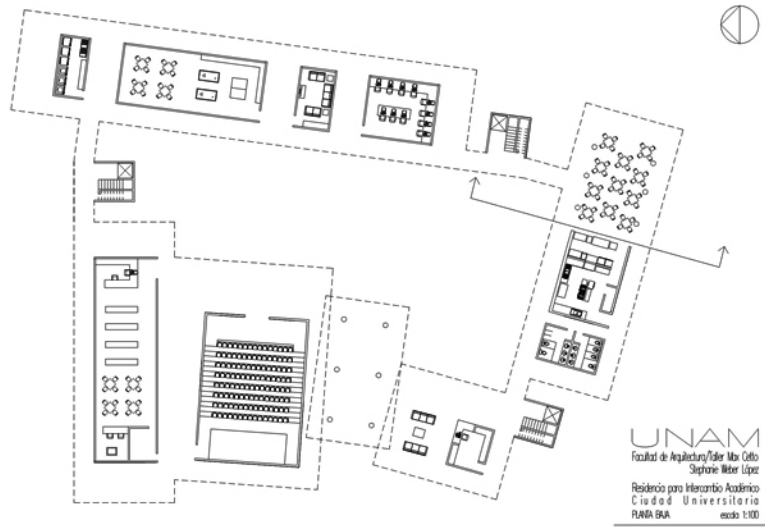 UNAM
Facultad de Arquitectura/Taller Max Cetto
Stephanie Weber López
Residencia para Intercambio Académico
Ciudad Universitaria
PLANTA BAJA escala 1:100